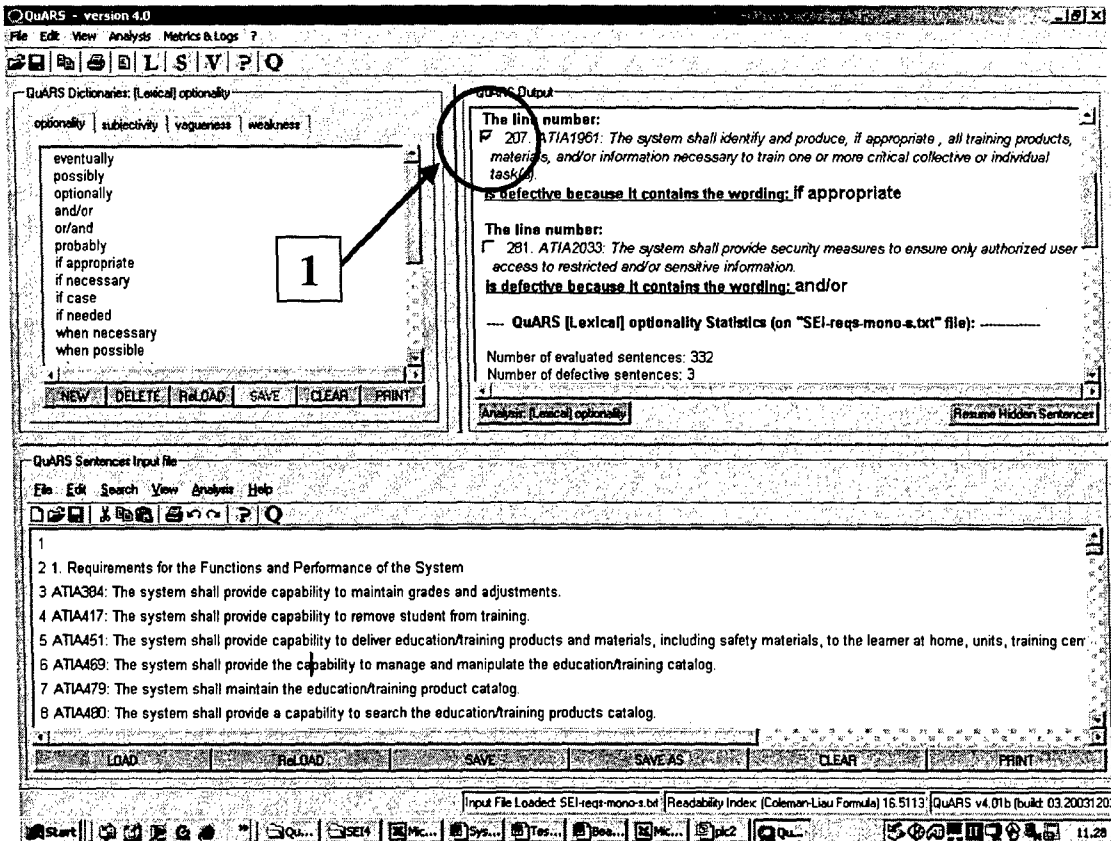 QuARS - version 4.0
File Edit View Analysis Metrics & Logs ?
L S V ? Q
QuARS Dictionaries: [Lexical] optionality
optionality subjectivity vagueness weakness
eventually
possibly
optionally
and/or
or/and
probably
if appropriate
if necessary
if case
if needed
when necessary
when possible
NEW DELETE ReLOAD SAVE CLEAR PRINT
1
QuARS Output
The line number:
207. ATIA1961: The system shall identify and produce, if appropriate , all training products,
materials, and/or information necessary to train one or more critical collective or individual
task(s).
is defective because it contains the wording: if appropriate
The line number:
281. ATIA2033: The system shall provide security measures to ensure only authorized user
access to restricted and/or sensitive information.
is defective because it contains the wording: and/or
---- QuARS [Lexical] optionality Statistics (on "SEI-reqs-mono-s.txt" file): -------------
Number of evaluated sentences: 332
Number of defective sentences: 3
Analysis: [Lexical] optionality Resume Hidden Sentences
QuARS Sentences Input file
File Edit Search View Analysis Help
? Q
1
2 1. Requirements for the Functions and Performance of the System
3 ATIA384: The system shall provide capability to maintain grades and adjustments.
4 ATIA417: The system shall provide capability to remove student from training.
5 ATIA451: The system shall provide capability to deliver education/training products and materials, including safety materials, to the learner at home, units, training cen
6 ATIA469: The system shall provide the capability to manage and manipulate the education/training catalog.
7 ATIA479: The system shall maintain the education/training product catalog.
8 ATIA480: The system shall provide a capability to search the education/training products catalog.
LOAD ReLOAD SAVE SAVE AS CLEAR PRINT
Input File Loaded: SEI-reqs-mono-s.txt Readability Index: (Coleman-Liau Formula) 16.5113 QuARS v4.01b (build: 03.2003120
Start Qu... SEI4 Mic... Sys... Tes... Bea... Mic... pic2 Qu... 11.28